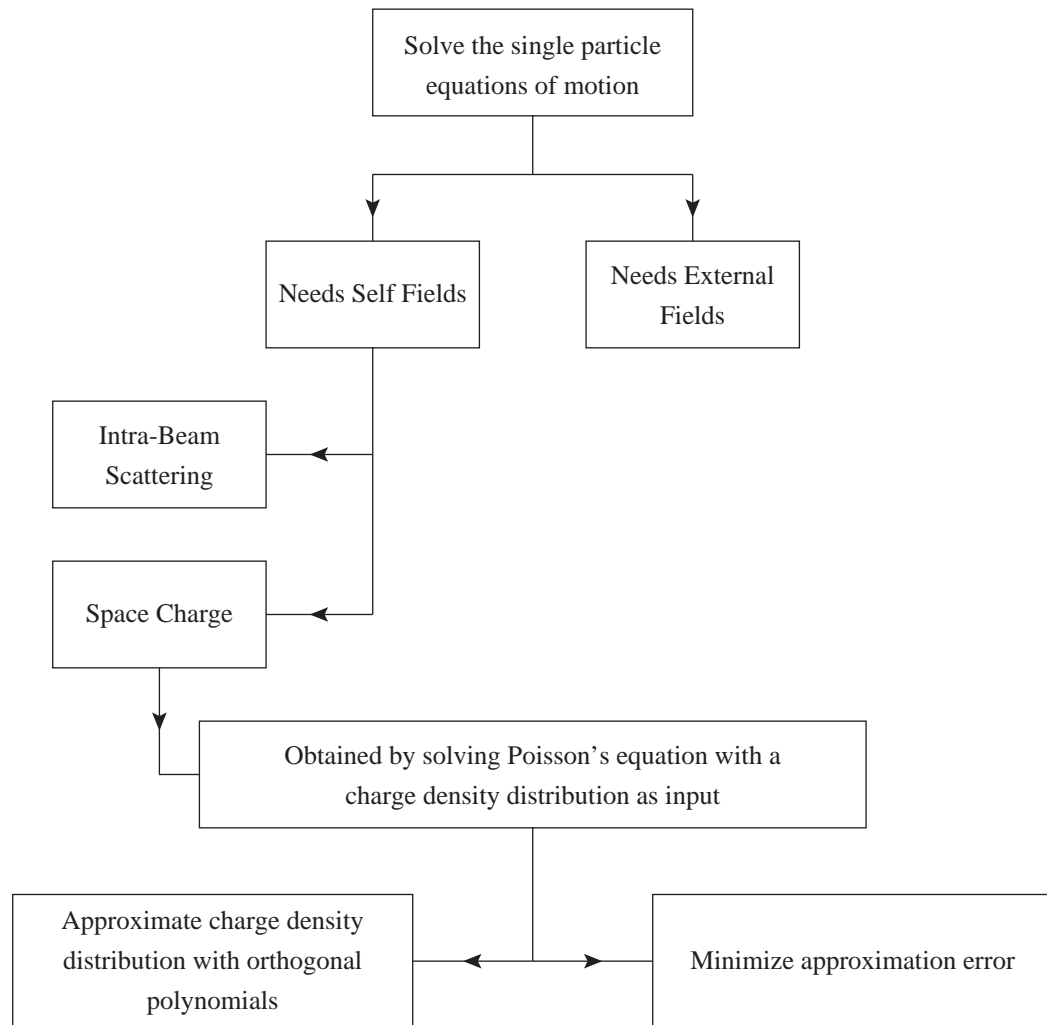 Solve the single particle
equations of motion
Needs Self Fields
Needs External
Fields
Intra-Beam
Scattering
Space Charge
Obtained by solving Poisson’s equation with a
charge density distribution as input
Approximate charge density
distribution with orthogonal
polynomials
Minimize approximation error